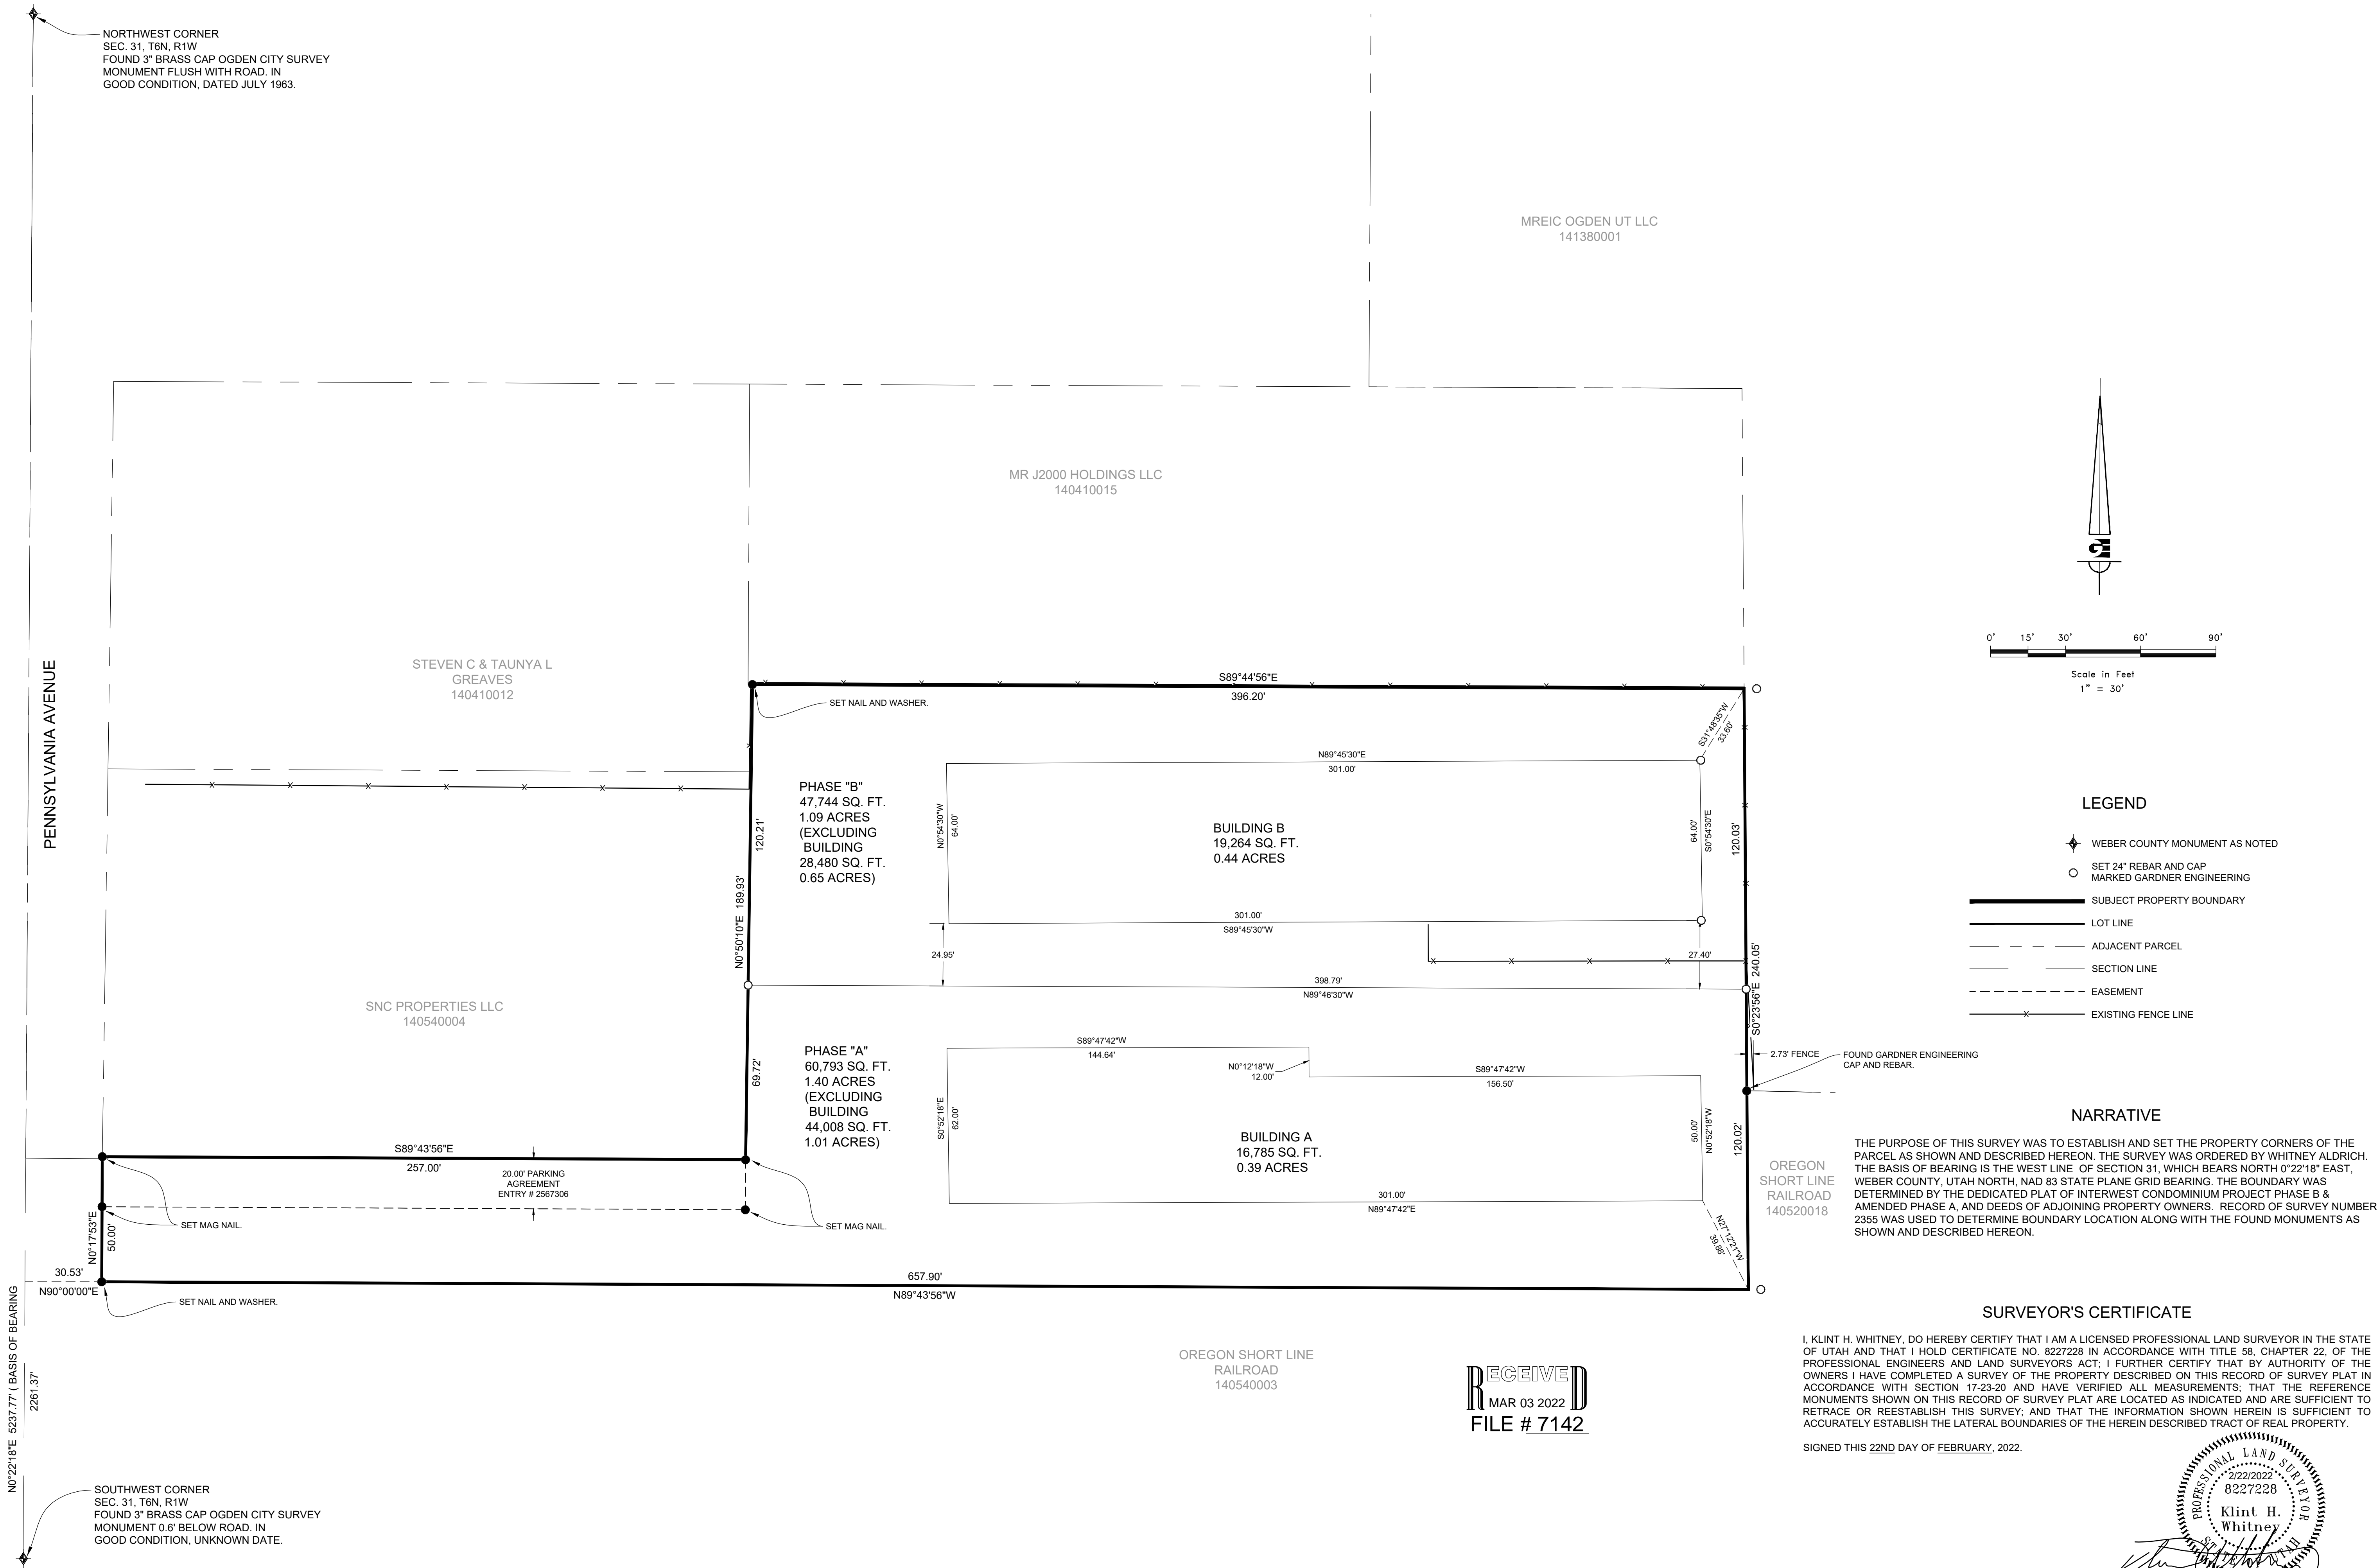 NORTHWEST CORNER
SEC. 31, T6N, R1W
FOUND 3" BRASS CAP OGDEN CITY SURVEY
MONUMENT FLUSH WITH ROAD. IN
GOOD CONDITION, DATED JULY 1963.
MREIC OGDEN UT LLC
141380001
MR J2000 HOLDINGS LLC
140410015
STEVEN C & TAUNYA L
GREAVES
140410012
PENNSYLVANIA AVENUE
S89°44'56"E
396.20'
SET NAIL AND WASHER.
S31°48'35"W
33.60'
N89°45'30"E
301.00'
PHASE "B"
47,744 SQ. FT.
1.09 ACRES
(EXCLUDING
BUILDING
28,480 SQ. FT.
0.65 ACRES)
120.21'
N0°50'10"E 189.93'
N0°54'30"W
64.00'
BUILDING B
19,264 SQ. FT.
0.44 ACRES
64.00'
S0°54'30"E
120.03'
301.00'
S89°45'30"W
24.95'
27.40'
398.79'
N89°46'30"W
S0°23'56"E 240.05'
SNC PROPERTIES LLC
140540004
PHASE "A"
60,793 SQ. FT.
1.40 ACRES
(EXCLUDING
BUILDING
44,008 SQ. FT.
1.01 ACRES)
69.72'
S89°47'42"W
144.64'
N0°12'18"W
12.00'
S89°47'42"W
156.50'
S0°52'18"E
62.00'
BUILDING A
16,785 SQ. FT.
0.39 ACRES
50.00'
N0°52'18"W
120.02'
2.73' FENCE
FOUND GARDNER ENGINEERING
CAP AND REBAR.
301.00'
N89°47'42"E
N27°12'21"W
39.88'
OREGON
SHORT LINE
RAILROAD
140520018
S89°43'56"E
257.00'
20.00' PARKING
AGREEMENT
ENTRY # 2567306
SET MAG NAIL.
SET MAG NAIL.
N0°17'53"E
50.00'
30.53'
N90°00'00"E
SET NAIL AND WASHER.
657.90'
N89°43'56"W
N0°22'18"E 5237.77' ( BASIS OF BEARING
2261.37'
OREGON SHORT LINE
RAILROAD
140540003
RECEIVED
MAR 03 2022
FILE # 7142
SOUTHWEST CORNER
SEC. 31, T6N, R1W
FOUND 3" BRASS CAP OGDEN CITY SURVEY
MONUMENT 0.6' BELOW ROAD. IN
GOOD CONDITION, UNKNOWN DATE.
GE
0' 15' 30' 60' 90'
Scale in Feet
1" = 30'
LEGEND
WEBER COUNTY MONUMENT AS NOTED
SET 24" REBAR AND CAP
MARKED GARDNER ENGINEERING
SUBJECT PROPERTY BOUNDARY
LOT LINE
ADJACENT PARCEL
SECTION LINE
EASEMENT
EXISTING FENCE LINE
NARRATIVE
THE PURPOSE OF THIS SURVEY WAS TO ESTABLISH AND SET THE PROPERTY CORNERS OF THE
PARCEL AS SHOWN AND DESCRIBED HEREON. THE SURVEY WAS ORDERED BY WHITNEY ALDRICH.
THE BASIS OF BEARING IS THE WEST LINE OF SECTION 31, WHICH BEARS NORTH 0°22'18" EAST,
WEBER COUNTY, UTAH NORTH, NAD 83 STATE PLANE GRID BEARING. THE BOUNDARY WAS
DETERMINED BY THE DEDICATED PLAT OF INTERWEST CONDOMINIUM PROJECT PHASE B &
AMENDED PHASE A, AND DEEDS OF ADJOINING PROPERTY OWNERS. RECORD OF SURVEY NUMBER
2355 WAS USED TO DETERMINE BOUNDARY LOCATION ALONG WITH THE FOUND MONUMENTS AS
SHOWN AND DESCRIBED HEREON.
SURVEYOR'S CERTIFICATE
I, KLINT H. WHITNEY, DO HEREBY CERTIFY THAT I AM A LICENSED PROFESSIONAL LAND SURVEYOR IN THE STATE
OF UTAH AND THAT I HOLD CERTIFICATE NO. 8227228 IN ACCORDANCE WITH TITLE 58, CHAPTER 22, OF THE
PROFESSIONAL ENGINEERS AND LAND SURVEYORS ACT; I FURTHER CERTIFY THAT BY AUTHORITY OF THE
OWNERS I HAVE COMPLETED A SURVEY OF THE PROPERTY DESCRIBED ON THIS RECORD OF SURVEY PLAT IN
ACCORDANCE WITH SECTION 17-23-20 AND HAVE VERIFIED ALL MEASUREMENTS; THAT THE REFERENCE
MONUMENTS SHOWN ON THIS RECORD OF SURVEY PLAT ARE LOCATED AS INDICATED AND ARE SUFFICIENT TO
RETRACE OR REESTABLISH THIS SURVEY; AND THAT THE INFORMATION SHOWN HEREIN IS SUFFICIENT TO
ACCURATELY ESTABLISH THE LATERAL BOUNDARIES OF THE HEREIN DESCRIBED TRACT OF REAL PROPERTY.
SIGNED THIS 22ND DAY OF FEBRUARY, 2022.
PROFESSIONAL LAND SURVEYOR
2/22/2022
8227228
Klint H.
Whitney